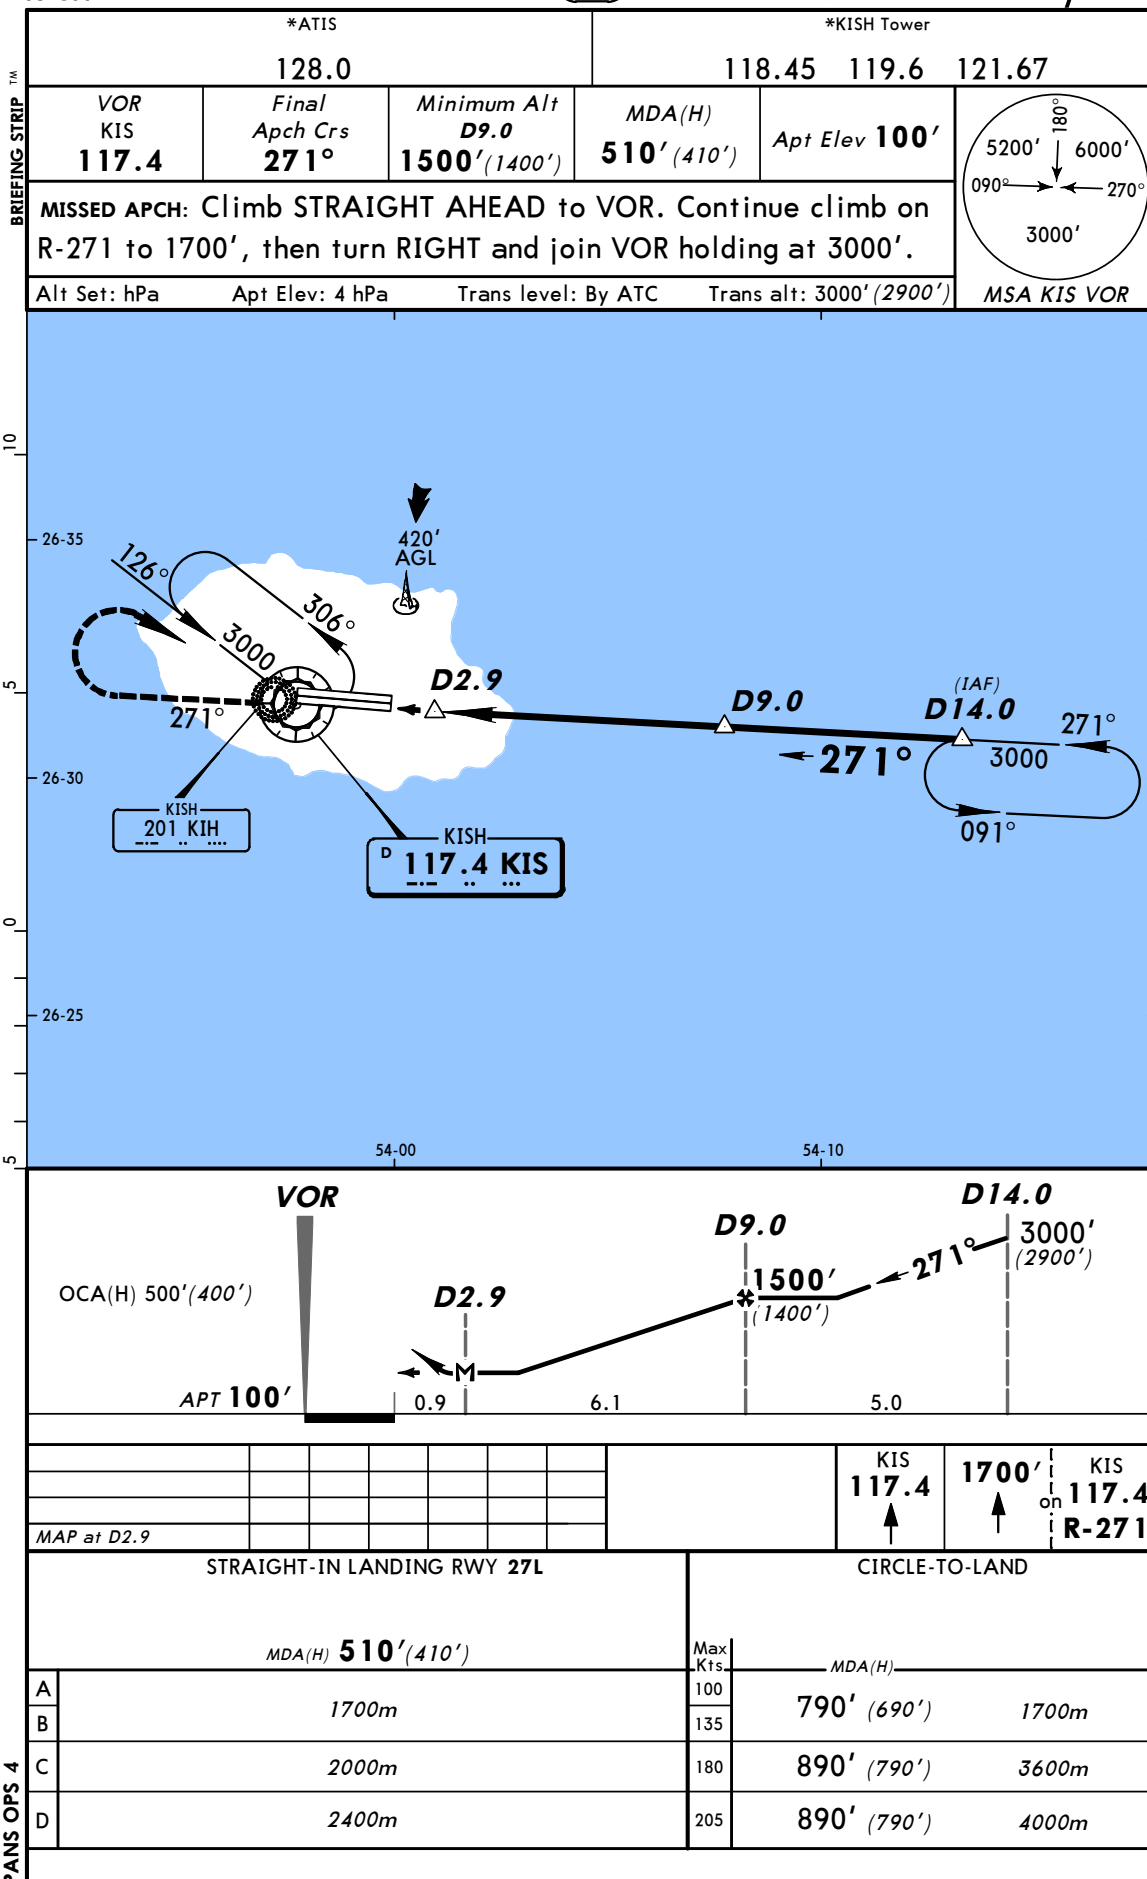 *ATIS
128.0
*KISH Tower
118.45 119.6 121.67
BRIEFING STRIP TM
VOR
KIS
117.4
Final
Apch Crs
271°
Minimum Alt
D9.0
1500'(1400')
MDA(H)
510'(410')
Apt Elev 100'
MISSED APCH: Climb STRAIGHT AHEAD to VOR. Continue climb on
R-271 to 1700', then turn RIGHT and join VOR holding at 3000'.
Alt Set: hPa Apt Elev: 4 hPa Trans level: By ATC Trans alt: 3000'(2900')
180°
5200' 6000'
090° 270°
3000'
MSA KIS VOR
10
5
0
5
26-35
26-30
26-25
54-00
54-10
420'
AGL
126°
306°
3000
271°
D2.9
D9.0
(IAF)
D14.0
271°
3000
271°
091°
KISH
201 KIH
KISH
D 117.4 KIS
VOR
D14.0
D9.0
3000'
(2900')
271°
1500'
(1400')
OCA(H) 500'(400')
D2.9
M
APT 100'
0.9
6.1
5.0
MAP at D2.9
KIS
117.4
1700'
on
KIS
117.4
R-271
STRAIGHT-IN LANDING RWY 27L
CIRCLE-TO-LAND
MDA(H) 510'(410')
Max
Kts
MDA(H)
A
B
1700m
100
135
790' (690') 1700m
C
2000m
180
890' (790') 3600m
D
2400m
205
890' (790') 4000m
PANS OPS 4